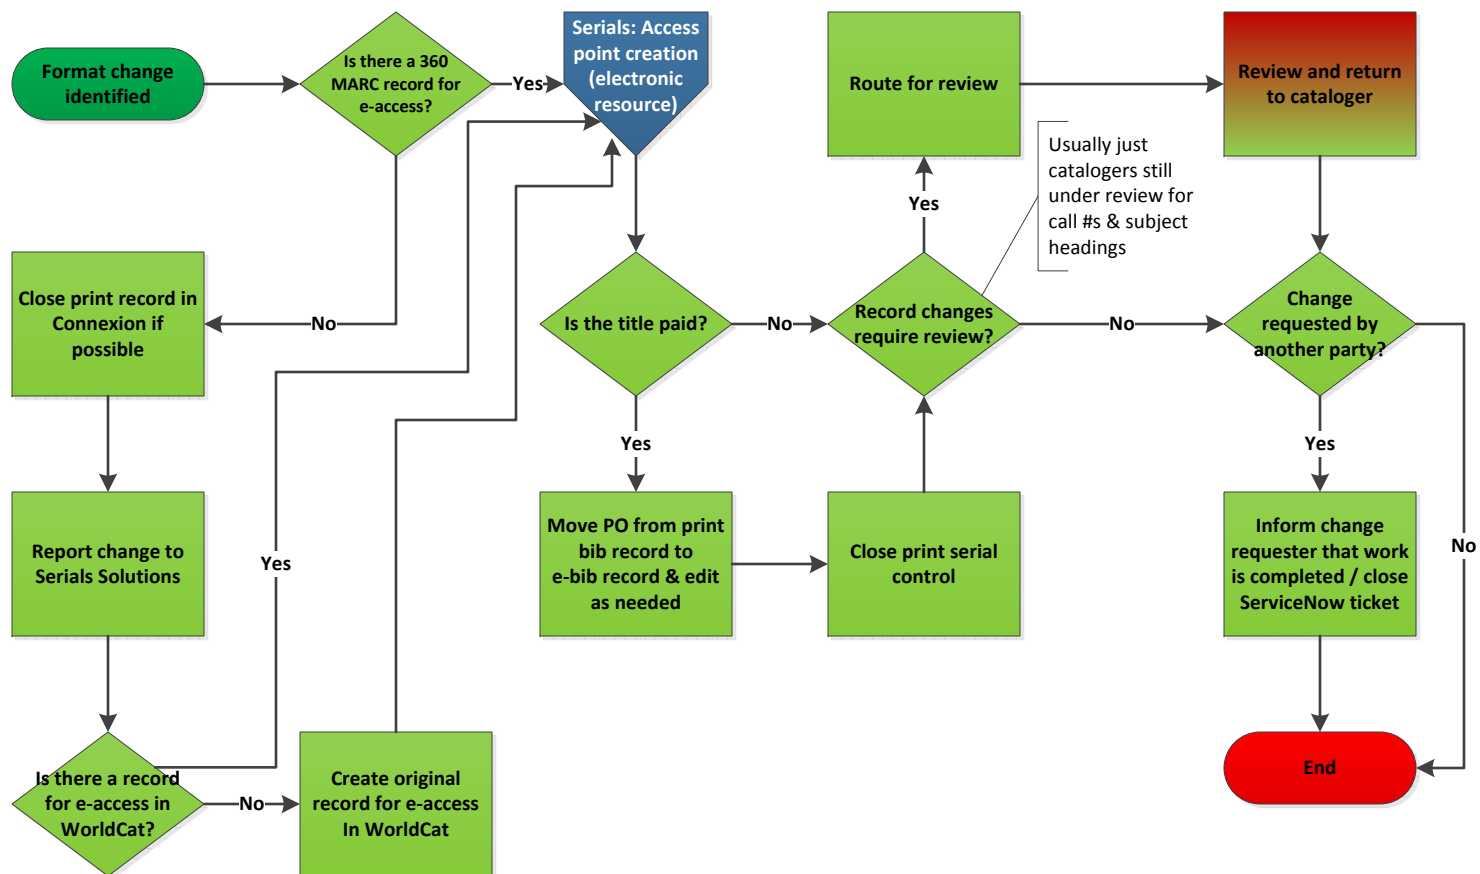 Format change
identified
Is there a 360
MARC record for
e-access?
Yes
Serials: Access
point creation
(electronic
resource)
Route for review
Review and return
to cataloger
Usually just
catalogers still
under review for
call #s & subject
headings
Yes
Close print record in
Connexion if
possible
No
Is the title paid?
No
Record changes
require review?
No
Change
requested by
another party?
Yes
Yes
Report change to
Serials Solutions
Yes
Move PO from print
bib record to
e-bib record & edit
as needed
Close print serial
control
Inform change
requester that work
is completed / close
ServiceNow ticket
No
Is there a record
for e-access in
WorldCat?
No
Create original
record for e-access
In WorldCat
End